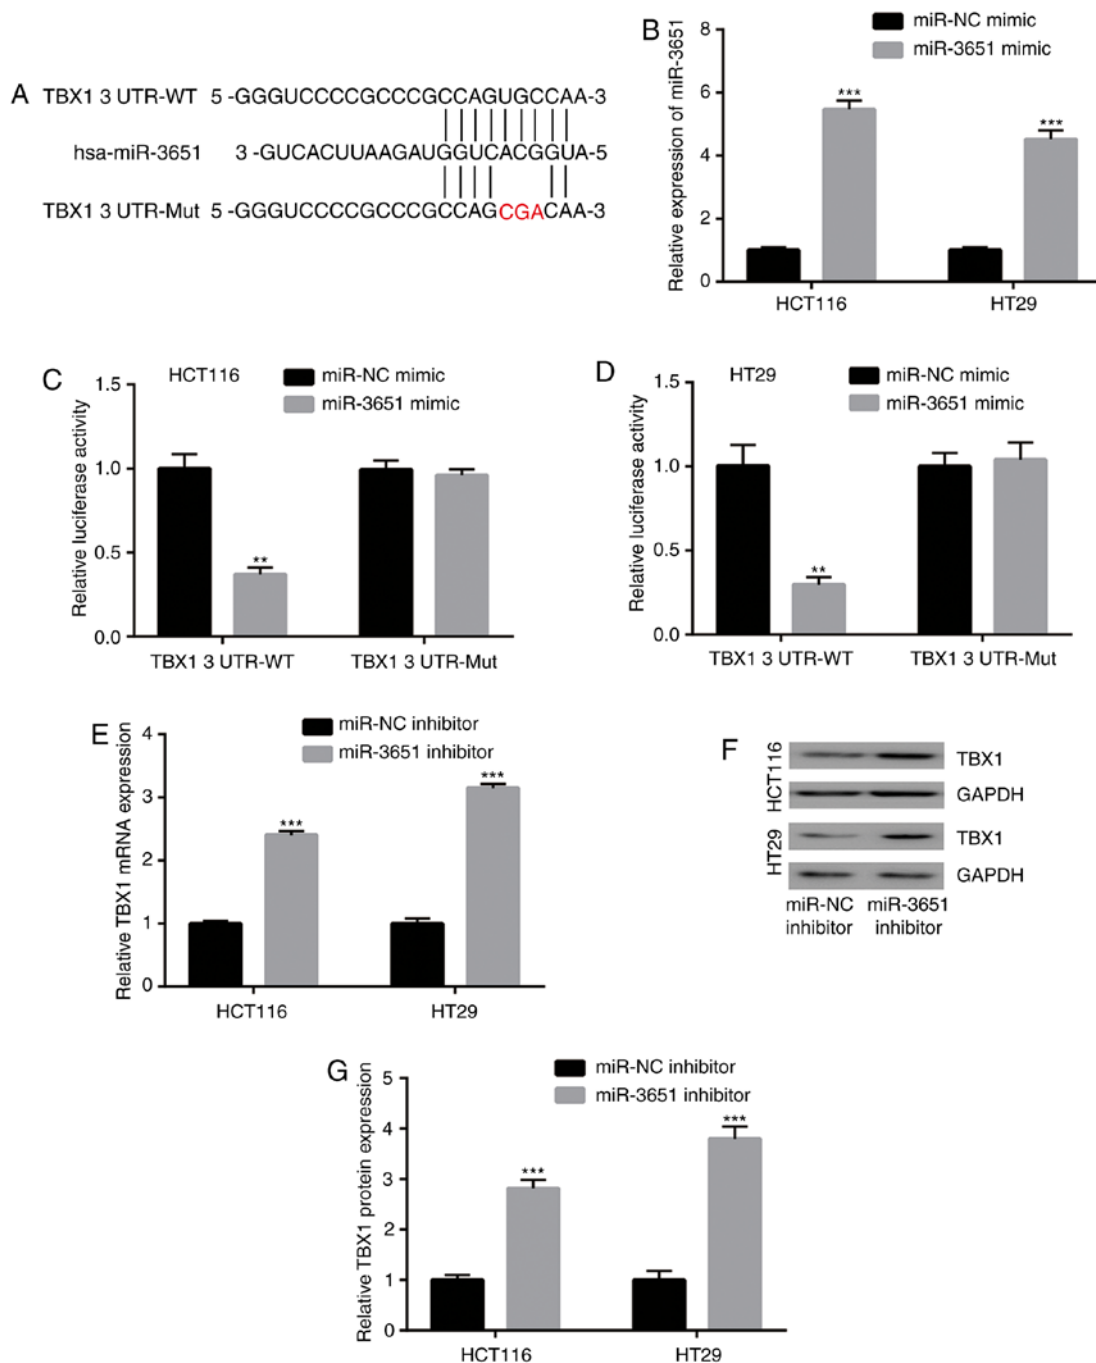 A
TBX1 3 UTR-WT 5 -GGGUCCCCGCCCGCCAGUGCCAA-3
hsa-miR-3651 3 -GUCACUUAAGAUGGUCACGGUA-5
TBX1 3 UTR-Mut 5 -GGGUCCCCGCCCGCCAGCGACAA-3
B
miR-NC mimic
miR-3651 mimic
Relative expression of miR-3651
8
6
4
2
0
***
***
HCT116 HT29
C
HCT116
miR-NC mimic
miR-3651 mimic
Relative luciferase activity
1.5
1.0
0.5
0.0
**
TBX1 3 UTR-WT TBX1 3 UTR-Mut
D
HT29
miR-NC mimic
miR-3651 mimic
Relative luciferase activity
1.5
1.0
0.5
0.0
**
TBX1 3 UTR-WT TBX1 3 UTR-Mut
E
miR-NC inhibitor
miR-3651 inhibitor
Relative TBX1 mRNA expression
4
3
2
1
0
***
***
HCT116 HT29
F
HCT116
TBX1
GAPDH
HT29
TBX1
GAPDH
miR-NC miR-3651
inhibitor inhibitor
G
miR-NC inhibitor
miR-3651 inhibitor
Relative TBX1 protein expression
5
4
3
2
1
0
***
***
HCT116 HT29